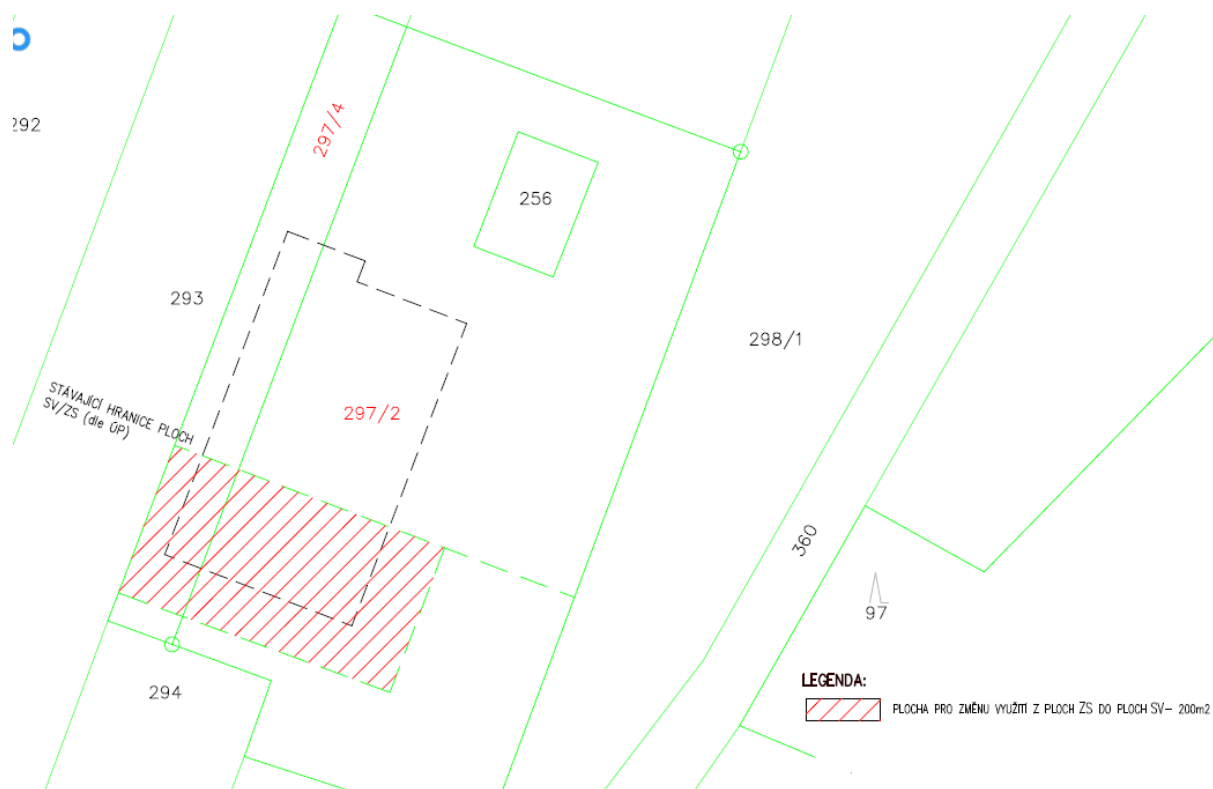 292
297/4
256
293
298/1
STÁVAJÍCÍ HRANICE PLOCH
SV/ZS (dle ÚP)
297/2
360
97
294
LEGENDA:
PLOCHA PRO ZMĚNU VYUŽITÍ Z PLOCH ZS DO PLOCH SV- 200m2